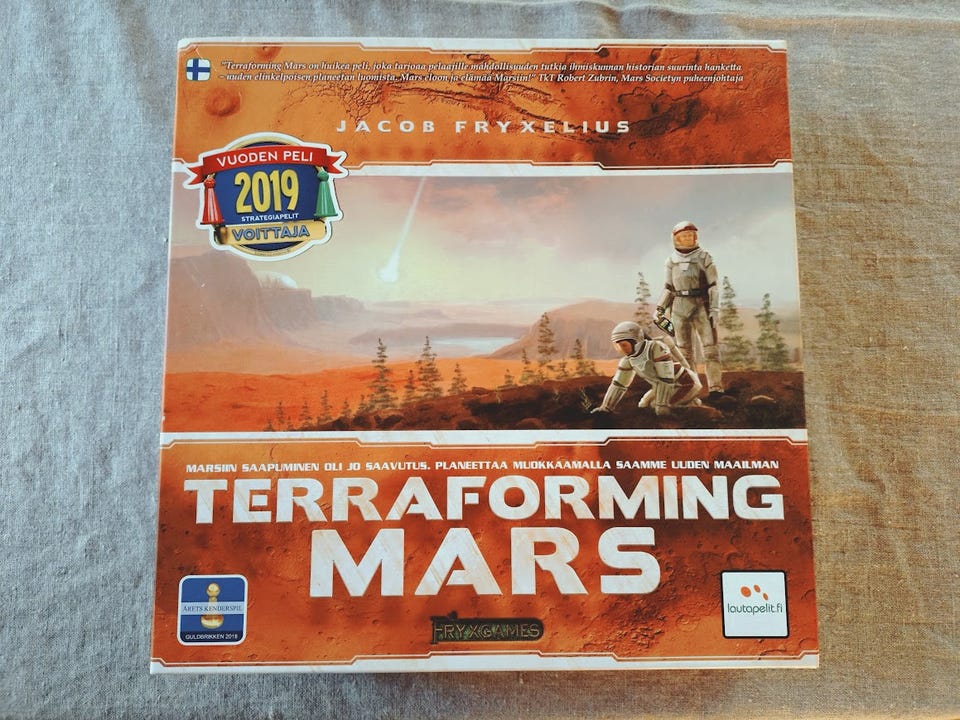 "Terraforming Mars on huikea peli, joka tarjoaa pelaajille mahdollisuuden tutkia ihmiskunnan historian suurinta hanketta
– uuden elinkelpoisen planeetan luomista. Mars eloon ja elämää Marsiin!" TkT Robert Zubrin, Mars Societyn puheenjohtaja
JACOB FRYXELIUS
VUODEN PELI
2019
STRATEGIAPELIT
VOITTAJA
MARSIIN SAAPUMINEN OLI JO SAAVUTUS. PLANEETTAA MUOKKAAMALLA SAAMME UUDEN MAAILMAN
TERRAFORMING
MARS
ÅRETS KENDERSPIL
GULDBRIKKEN 2018
FRYXGAMES
lautapelit.fi